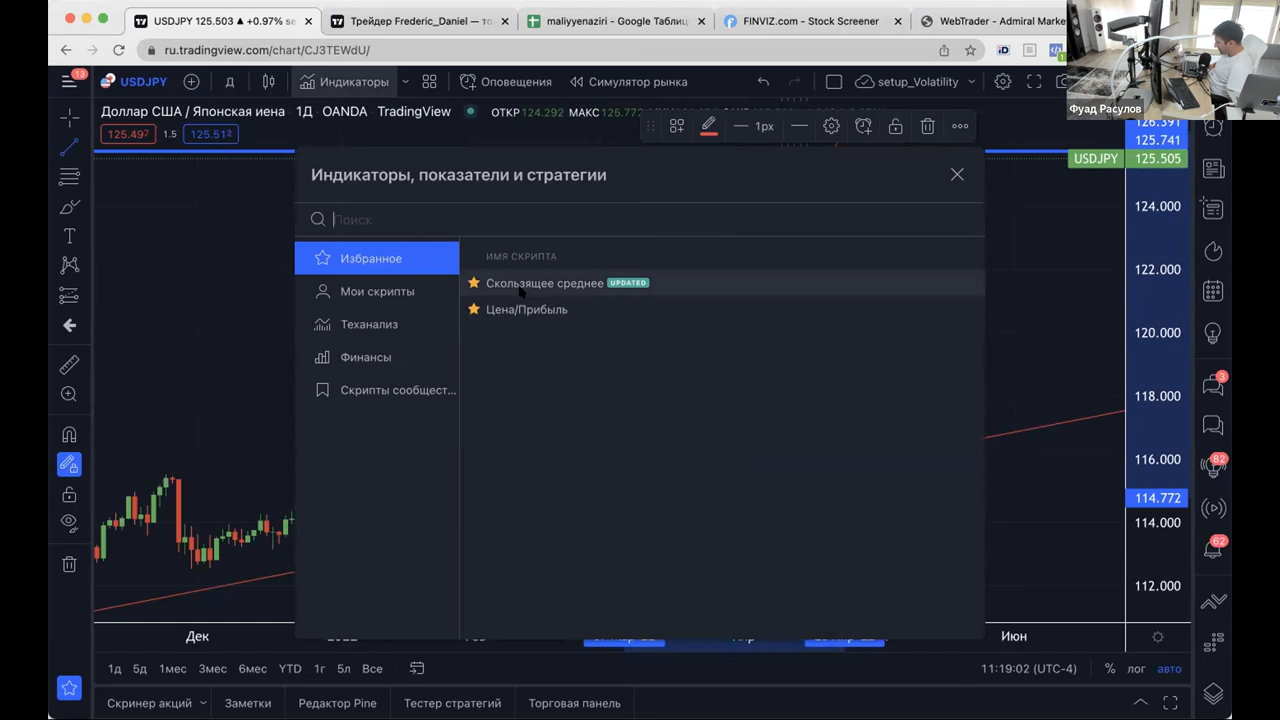 USDJPY 125.503 ▲ +0.97% se
Трейдер Frederic_Daniel — то
maliyyenaziri - Google Таблиц
FINVIZ.com - Stock Screener
WebTrader - Admiral Marke
ru.tradingview.com/chart/CJ3TEWdU/
Фуад Расулов
13
USDJPY
Д
Индикаторы
Оповещения
Симулятор рынка
setup_Volatility
Доллар США / Японская иена 1Д OANDA TradingView
ОТКР 124.292 МАКС 125.772
125.497 1.5 125.512
1px
126.391
125.741
USDJPY 125.505
124.000
122.000
120.000
118.000
116.000
114.772
114.000
112.000
Индикаторы, показатели и стратегии
Поиск
Избранное
Мои скрипты
Теханализ
Финансы
Скрипты сообщест...
ИМЯ СКРИПТА
Скользящее среднее UPDATED
Цена/Прибыль
3
82
62
Дек
Июн
1д 5д 1мес 3мес 6мес YTD 1г 5л Все
11:19:02 (UTC-4) % лог авто
Скринер акций
Заметки
Редактор Pine
Тестер стратегий
Торговая панель